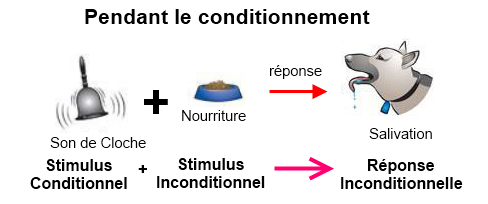 Pendant le conditionnement
réponse
Son de Cloche
+
Nourriture
Salivation
Stimulus Conditionnel
+
Stimulus Inconditionnel
Réponse Inconditionnelle